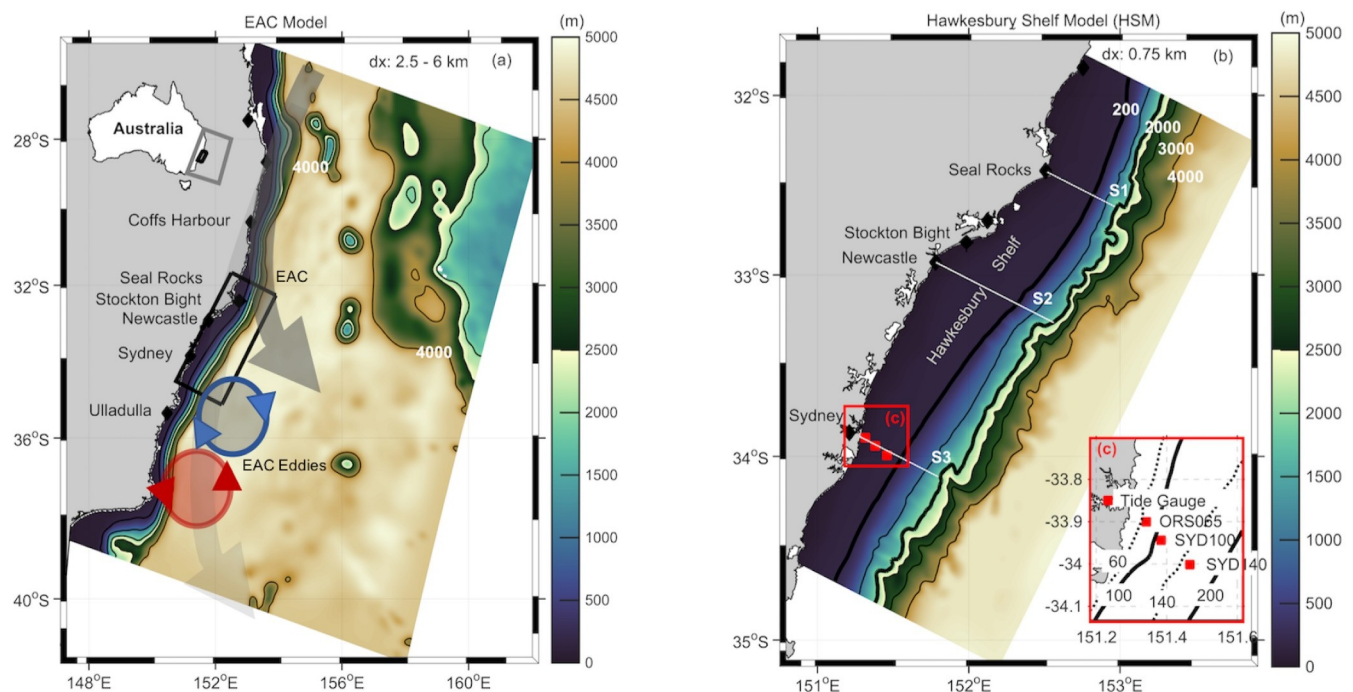 EAC Model
(m)
dx: 2.5 - 6 km
(a)
Australia
4000
28°S
Coffs Harbour
Seal Rocks
EAC
32°S
Stockton Bight
Newcastle
Sydney
4000
Ulladulla
36°S
EAC Eddies
40°S
148°E
152°E
156°E
160°E
5000
4500
4000
3500
3000
2500
2000
1500
1000
500
0
Hawkesbury Shelf Model (HSM)
(m)
dx: 0.75 km
(b)
32°S
200
2000
3000
4000
Seal Rocks
S1
Stockton Bight
Newcastle
Shelf
33°S
S2
Hawkesbury
Sydney
(c)
34°S
S3
35°S
151°E
152°E
153°E
(c)
-33.8
Tide Gauge
-33.9
ORS065
SYD100
-34
60
SYD140
100
140
200
-34.1
151.2
151.4
151.6
5000
4500
4000
3500
3000
2500
2000
1500
1000
500
0